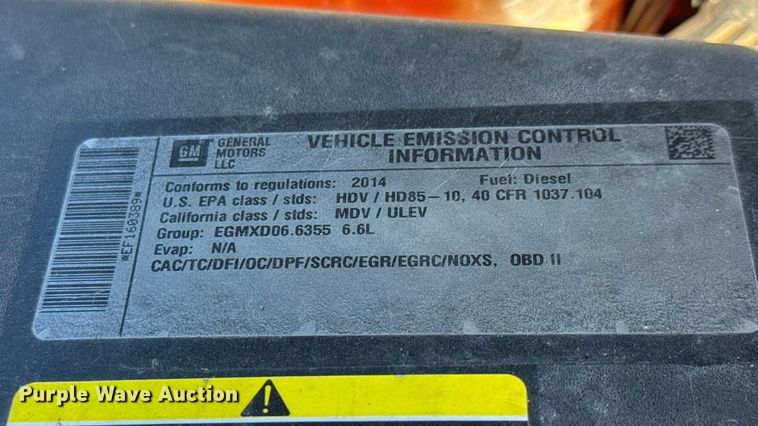 GM
GENERAL
MOTORS
LLC
VEHICLE EMISSION CONTROL
INFORMATION
*EF160389*
Conforms to regulations: 2014 Fuel: Diesel
U.S. EPA class / stds: HDV / HD85-10, 40 CFR 1037.104
California class / stds: MDV / ULEV
Group: EGMXD06.6355 6.6L
Evap: N/A
CAC/TC/DFI/OC/DPF/SCRC/EGR/EGRC/NOXS, OBD II
Purple Wave Auction